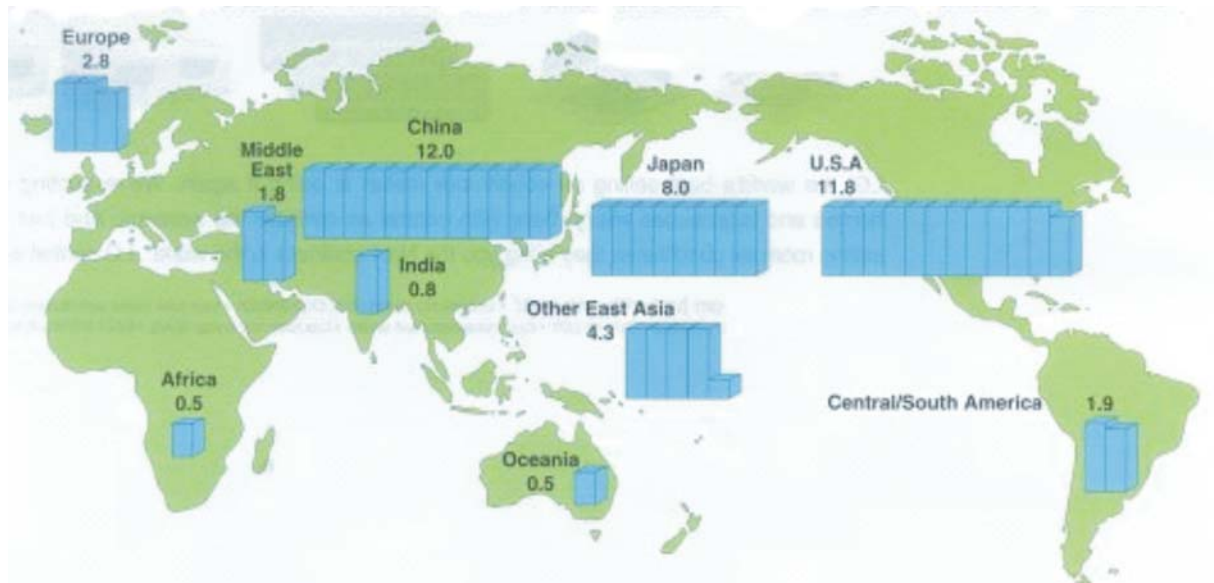 Europe
2.8
China
12.0
Middle
East
1.8
Japan
8.0
U.S.A
11.8
India
0.8
Other East Asia
4.3
Africa
0.5
Central/South America
1.9
Oceania
0.5